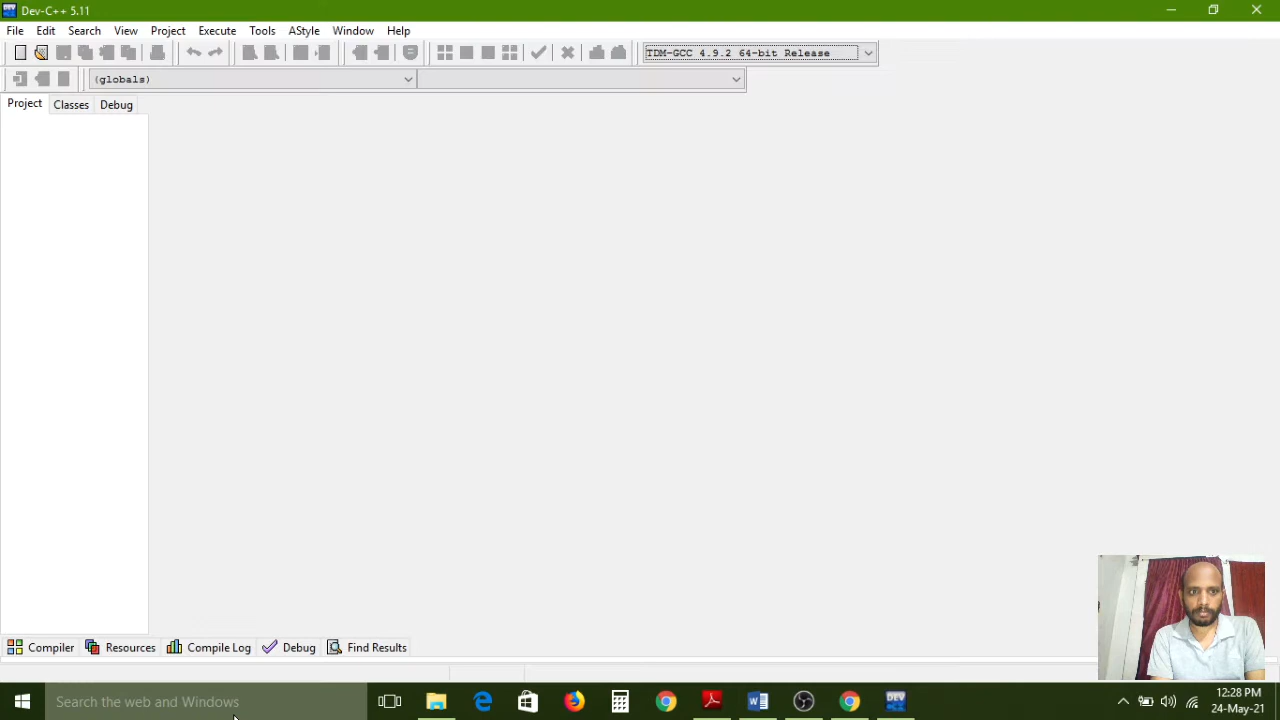 Dev-C++ 5.11
File Edit Search View Project Execute Tools AStyle Window Help
TDM-GCC 4.9.2 64-bit Release
(globals)
Project Classes Debug
Compiler Resources Compile Log Debug Find Results
Search the web and Windows
DEV
12:28 PM
24-May-21